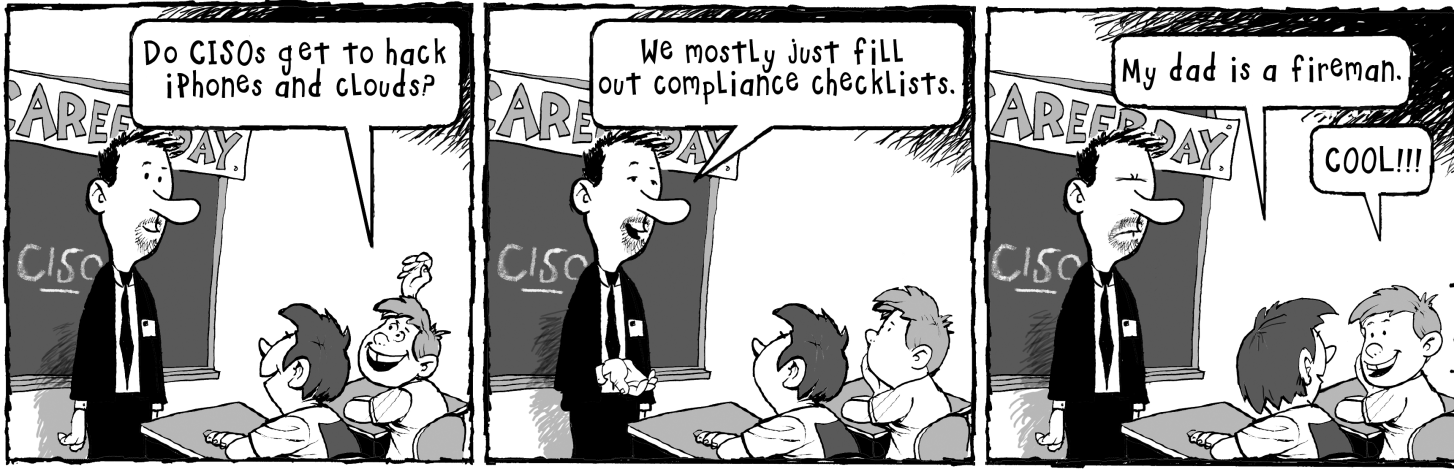 Do CISOs get to hack
iPhones and clouds?
CAREER DAY
CISO
We mostly just fill
out compliance checklists.
CAREER DAY
CISO
My dad is a fireman.
COOL!!!
CAREER DAY
CISO